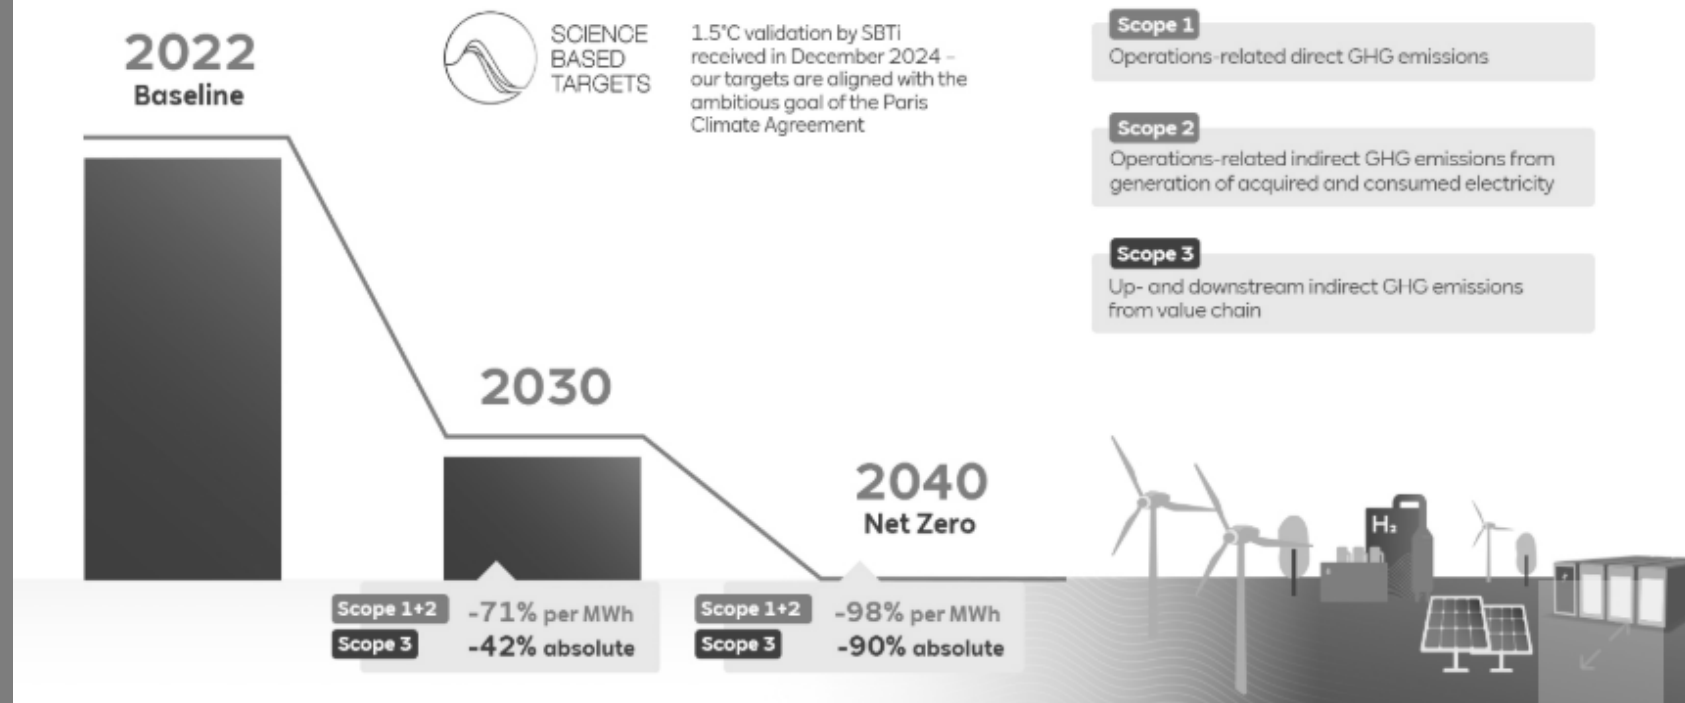 2022
Baseline
SCIENCE
BASED
TARGETS
1.5°C validation by SBTi
received in December 2024 –
our targets are aligned with the
ambitious goal of the Paris
Climate Agreement
Scope 1
Operations-related direct GHG emissions
Scope 2
Operations-related indirect GHG emissions from
generation of acquired and consumed electricity
Scope 3
Up- and downstream indirect GHG emissions
from value chain
2030
Scope 1+2 -71% per MWh
Scope 3 -42% absolute
2040
Net Zero
Scope 1+2 -98% per MWh
Scope 3 -90% absolute
H₂